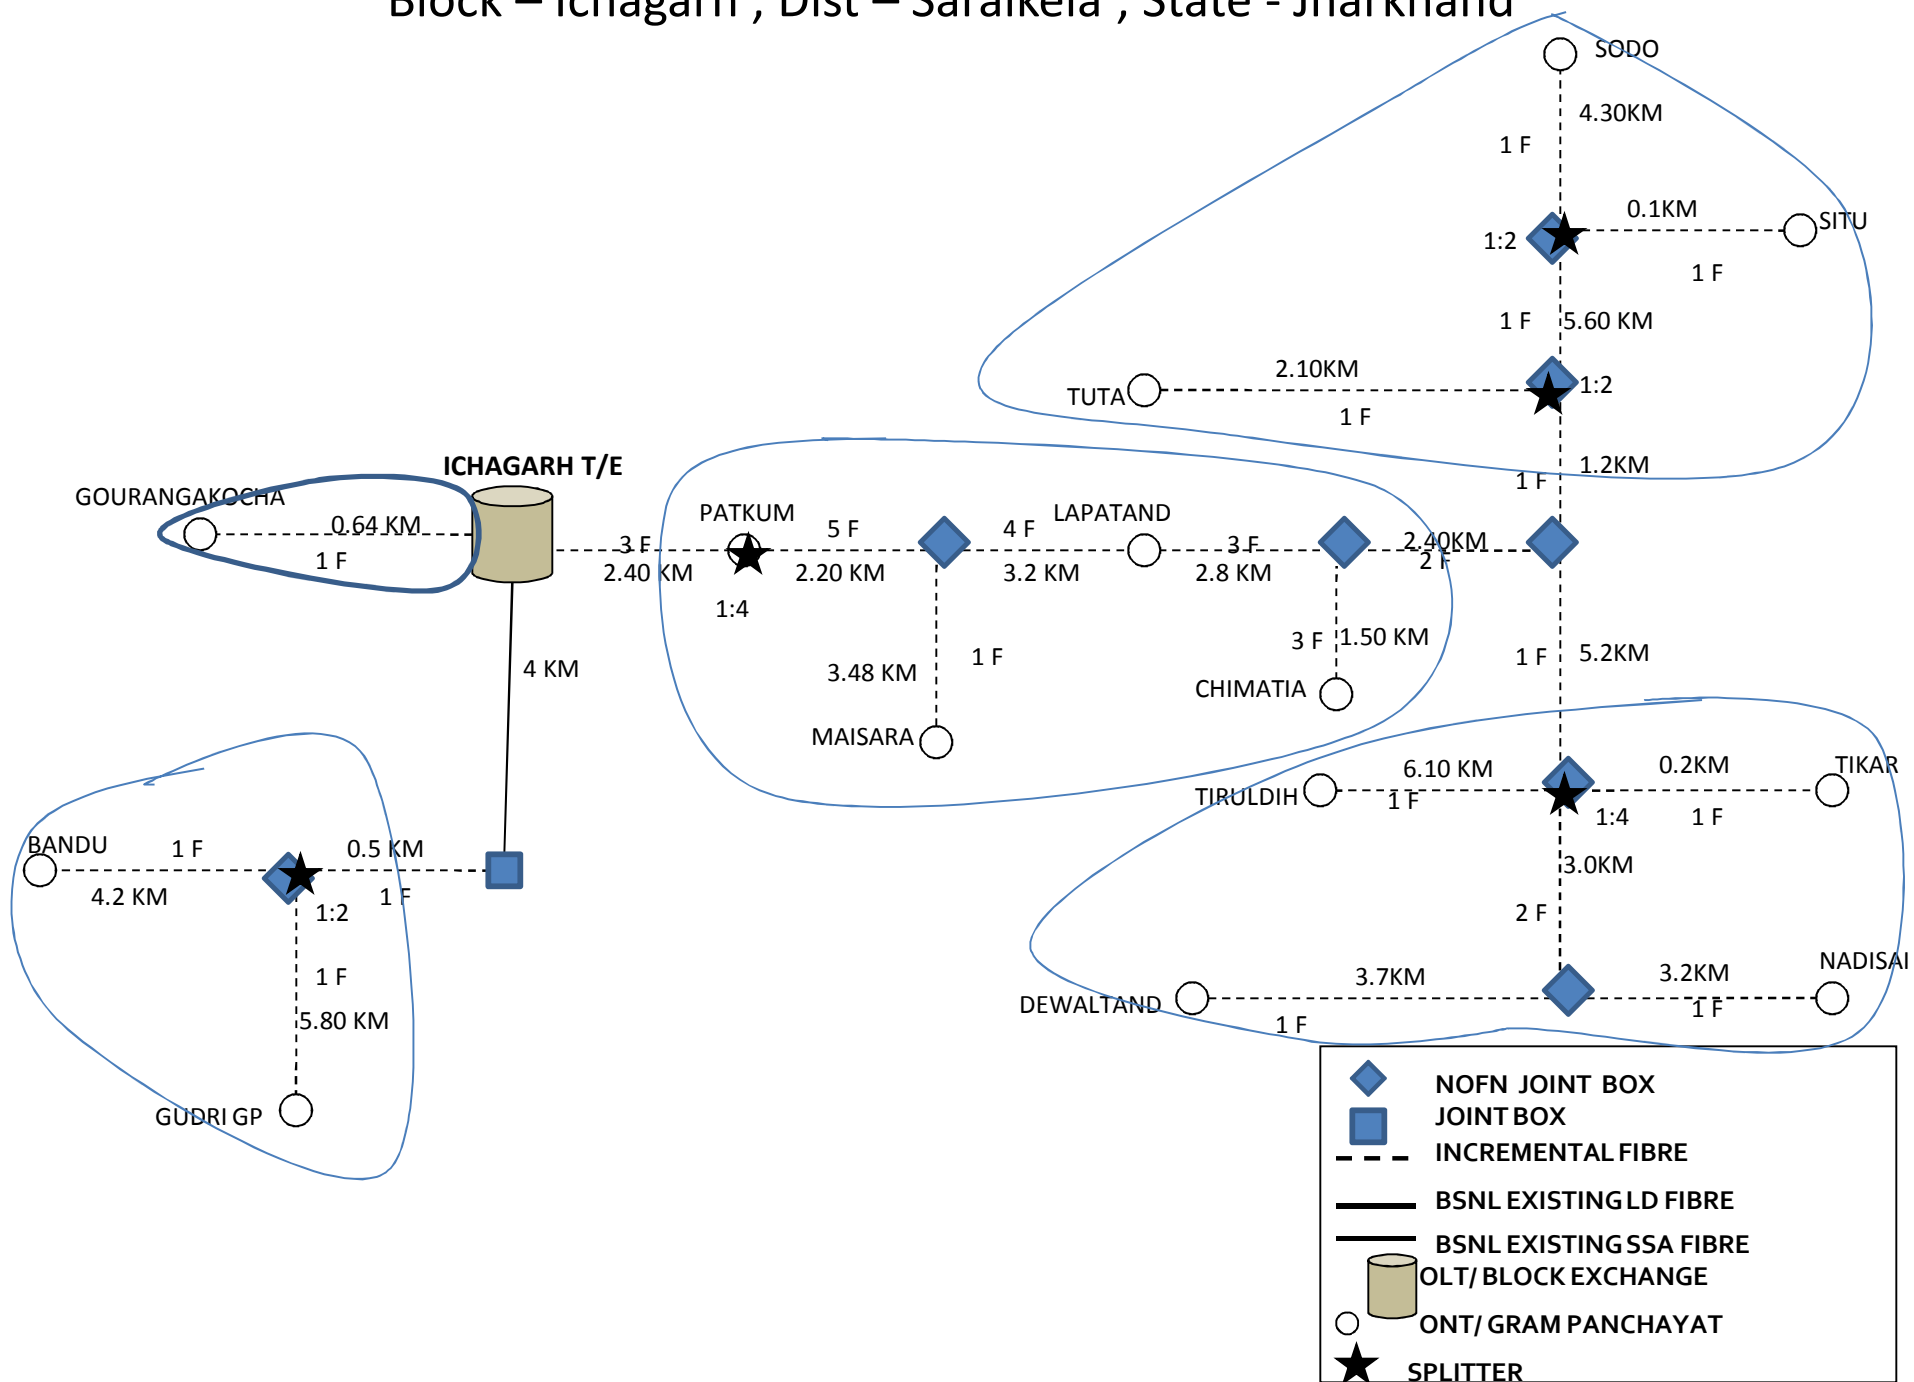 Block – Ichagarh , Dist – Saraikela , State - Jharkhand
SODO
4.30KM
1 F
0.1KM
SITU
1:2
1 F
1 F
5.60 KM
2.10KM
TUTA
1:2
1 F
ICHAGARH T/E
1.2KM
1 F
GOURANGAKOCHA
0.64 KM
1 F
PATKUM
5 F
4 F
LAPATAND
3 F
2.40 KM
2.20 KM
3.2 KM
3 F
2.8 KM
2.40KM
2 F
1:4
3 F
1.50 KM
1 F
5.2KM
4 KM
3.48 KM
1 F
CHIMATIA
MAISARA
6.10 KM
0.2KM
TIKAR
TIRULDIH
1 F
1:4
1 F
BANDU
1 F
0.5 KM
3.0KM
4.2 KM
1 F
1:2
2 F
1 F
3.7KM
3.2KM
NADISAI
5.80 KM
DEWALTAND
1 F
1 F
GUDRI GP
NOFN JOINT BOX
JOINT BOX
INCREMENTAL FIBRE
BSNL EXISTING LD FIBRE
BSNL EXISTING SSA FIBRE
OLT/ BLOCK EXCHANGE
ONT/ GRAM PANCHAYAT
SPLITTER